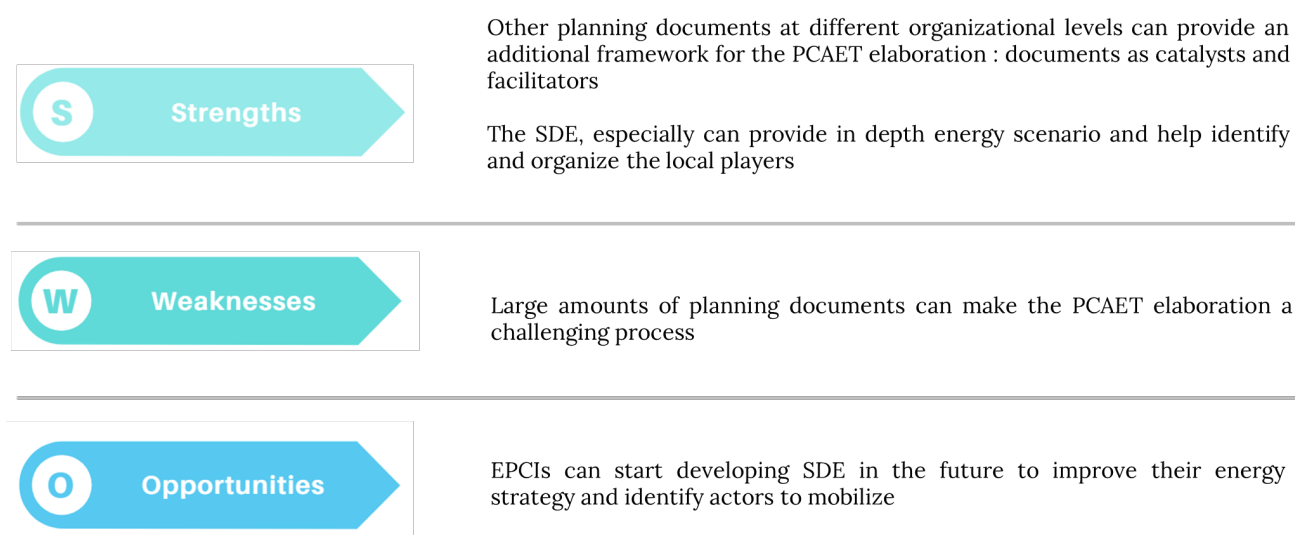 Other planning documents at different organizational levels can provide an
additional framework for the PCAET elaboration : documents as catalysts and
facilitators
S Strengths
The SDE, especially can provide in depth energy scenario and help identify
and organize the local players
W Weaknesses
Large amounts of planning documents can make the PCAET elaboration a
challenging process
O Opportunities
EPCIs can start developing SDE in the future to improve their energy
strategy and identify actors to mobilize